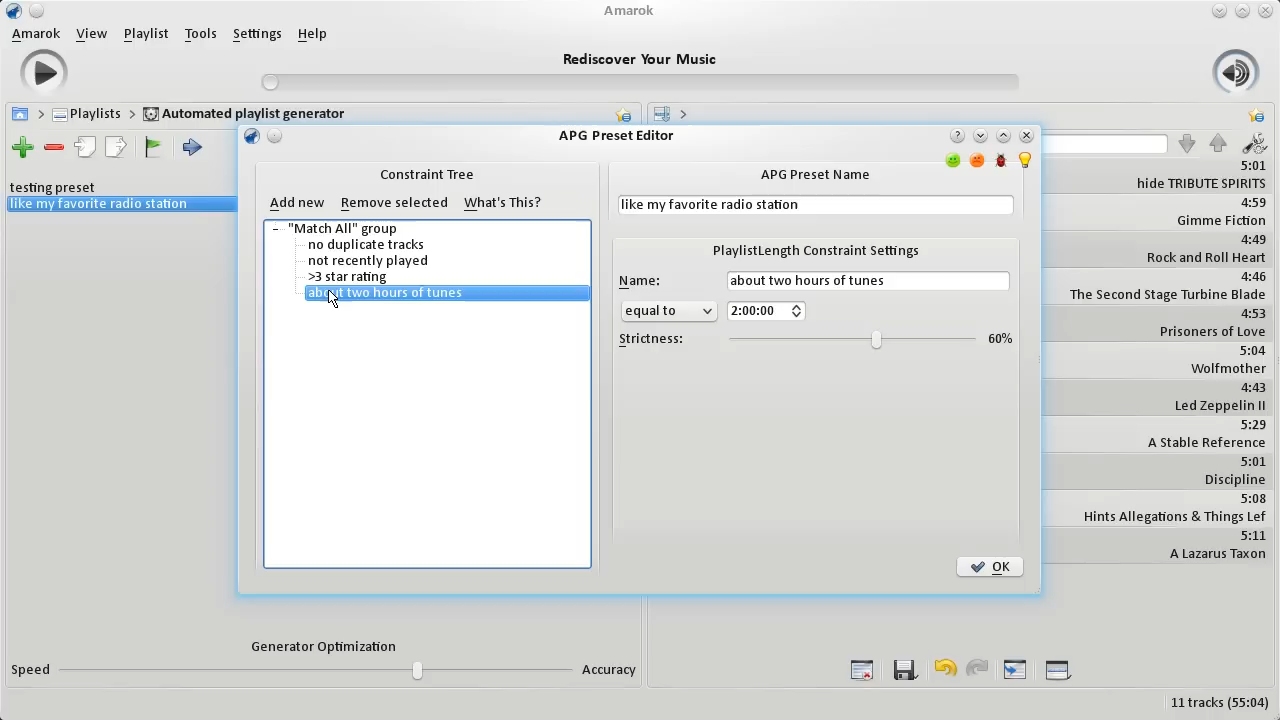 Amarok
Amarok View Playlist Tools Settings Help
Rediscover Your Music
Playlists Automated playlist generator
testing preset
like my favorite radio station
APG Preset Editor
Constraint Tree
Add new Remove selected What's This?
"Match All" group
no duplicate tracks
not recently played
>3 star rating
about two hours of tunes
APG Preset Name
like my favorite radio station
PlaylistLength Constraint Settings
Name: about two hours of tunes
equal to 2:00:00
Strictness: 60%
OK
5:01
hide TRIBUTE SPIRITS
4:59
Gimme Fiction
4:49
Rock and Roll Heart
4:46
The Second Stage Turbine Blade
4:53
Prisoners of Love
5:04
Wolfmother
4:43
Led Zeppelin II
5:29
A Stable Reference
5:01
Discipline
5:08
Hints Allegations & Things Lef
5:11
A Lazarus Taxon
Generator Optimization
Speed Accuracy
11 tracks (55:04)